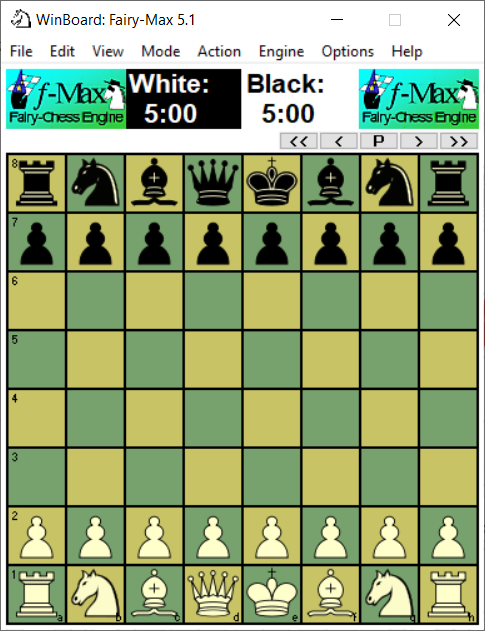 WinBoard: Fairy-Max 5.1
File Edit View Mode Action Engine Options Help
f-Max
Fairy-Chess Engine
White:
5:00
Black:
5:00
f-Max
Fairy-Chess Engine
<< < P > >>
8
7
6
5
4
3
2
1
a b c d e f g h